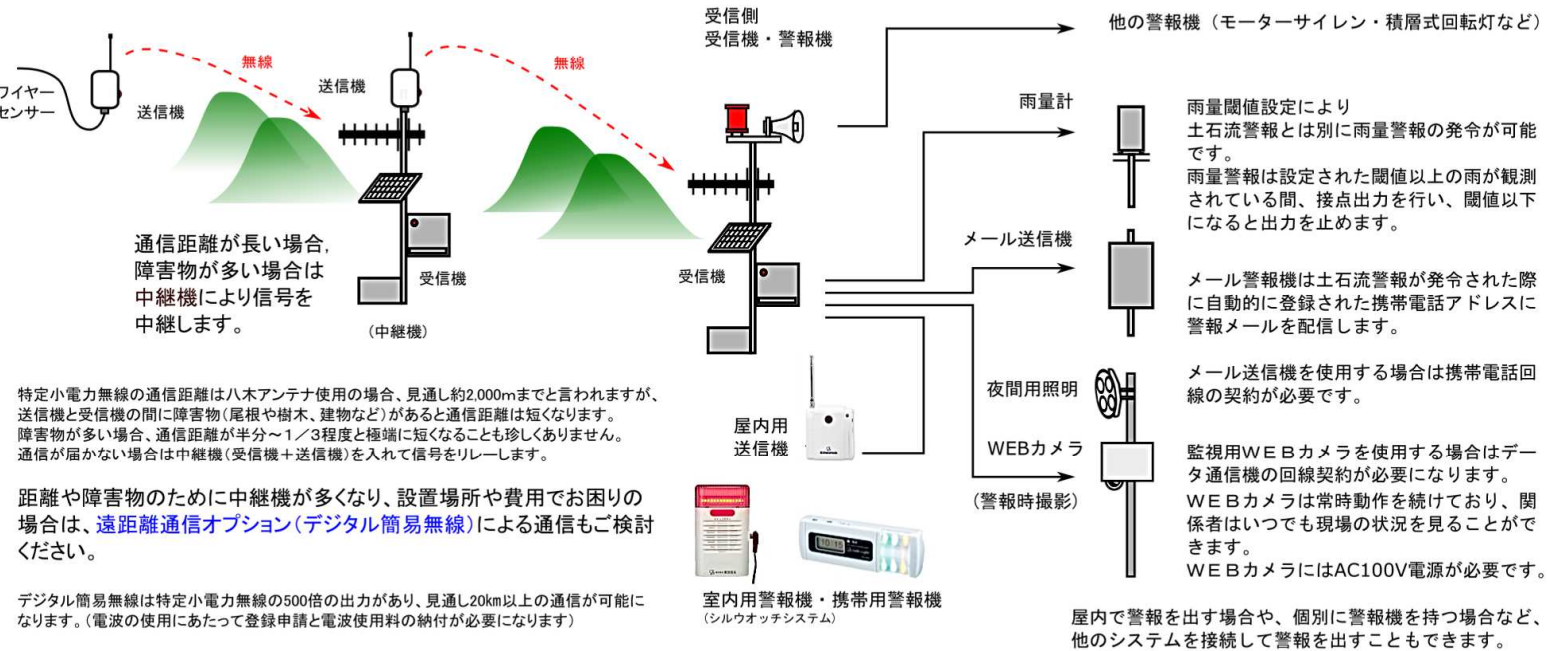 受信側
受信機・警報機
他の警報機（モーターサイレン・積層式回転灯など）
無線
無線
ワイヤー
センサー
送信機
送信機
雨量計
雨量閾値設定により
土石流警報とは別に雨量警報の発令が可能
です。
雨量警報は設定された閾値以上の雨が観測
されている間、接点出力を行い、閾値以下
になると出力を止めます。
通信距離が長い場合,
障害物が多い場合は
中継機により信号を
中継します。
受信機
（中継機）
受信機
メール送信機
メール警報機は土石流警報が発令された際
に自動的に登録された携帯電話アドレスに
警報メールを配信します。
メール送信機を使用する場合は携帯電話回
線の契約が必要です。
特定小電力無線の通信距離は八木アンテナ使用の場合、見通し約2,000mまでと言われますが、
送信機と受信機の間に障害物（尾根や樹木、建物など）があると通信距離は短くなります。
障害物が多い場合、通信距離が半分～１／３程度と極端に短くなることも珍しくありません。
通信が届かない場合は中継機（受信機＋送信機）を入れて信号をリレーします。
屋内用
送信機
夜間用照明
WEBカメラ
（警報時撮影）
監視用ＷＥＢカメラを使用する場合はデー
タ通信機の回線契約が必要になります。
ＷＥＢカメラは常時動作を続けており、関
係者はいつでも現場の状況を見ることがで
きます。
ＷＥＢカメラにはAC100V電源が必要です。
距離や障害物のために中継機が多くなり、設置場所や費用でお困りの
場合は、遠距離通信オプション（デジタル簡易無線）による通信もご検討
ください。
10:15
デジタル簡易無線は特定小電力無線の500倍の出力があり、見通し20km以上の通信が可能に
なります。（電波の使用にあたって登録申請と電波使用料の納付が必要になります）
室内用警報機・携帯用警報機
（シルウオッチシステム）
屋内で警報を出す場合や、個別に警報機を持つ場合など、
他のシステムを接続して警報を出すこともできます。